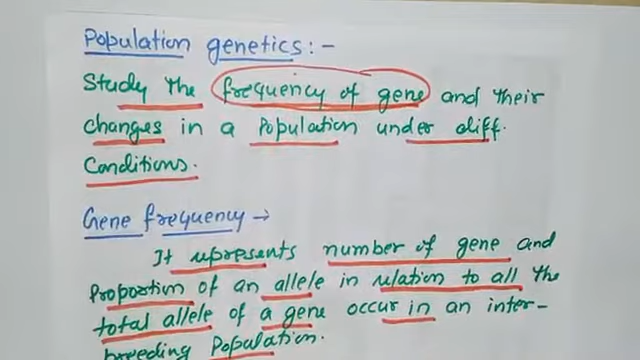 Population genetics:-
Study the frequency of gene and their
changes in a Population under diff.
Conditions.
Gene frequency →
It represents number of gene and
Proportion of an allele in relation to all the
total allele of a gene occur in an inter-
breeding Population.